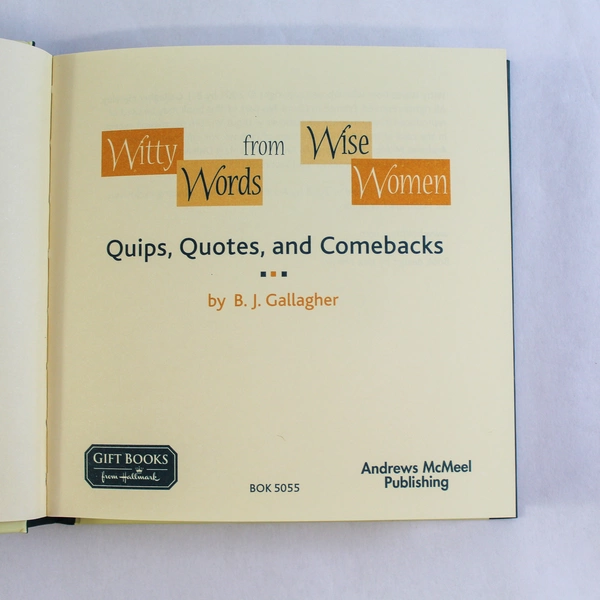 Witty Words from Wise Women
Quips, Quotes, and Comebacks
by B. J. Gallagher
GIFT BOOKS
from Hallmark
BOK 5055
Andrews McMeel
Publishing